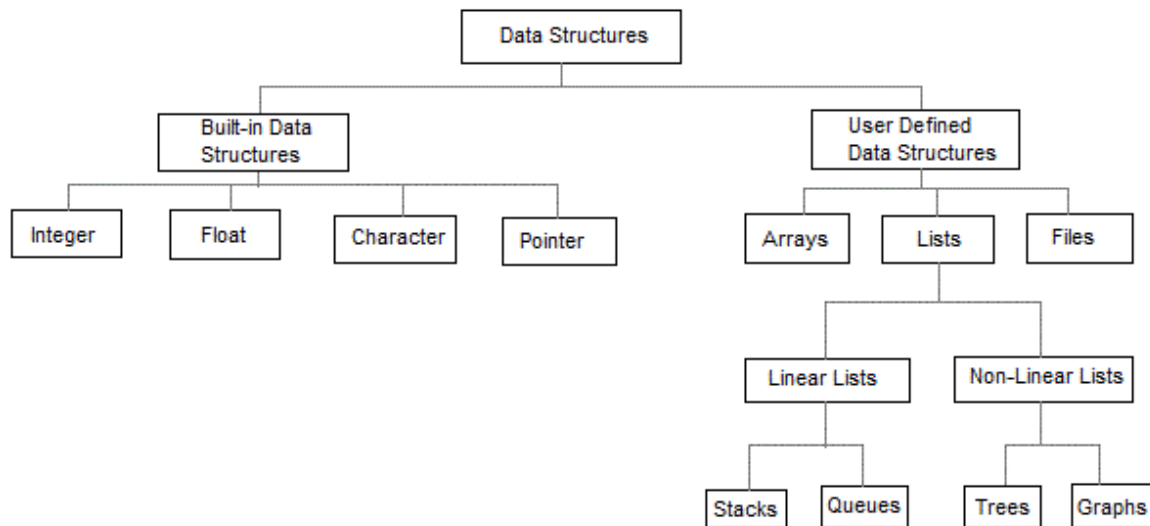 Data Structures
Built-in Data
Structures
User Defined
Data Structures
Integer
Float
Character
Pointer
Arrays
Lists
Files
Linear Lists
Non-Linear Lists
Stacks
Queues
Trees
Graphs